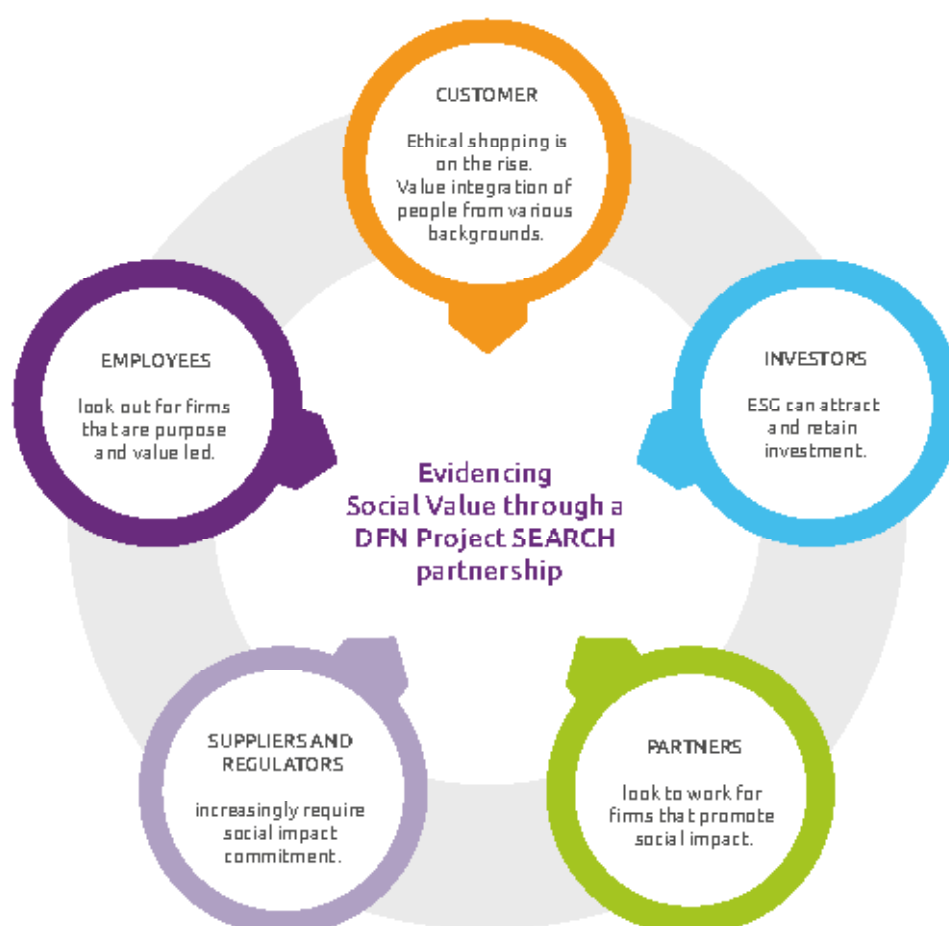 CUSTOMER
Ethical shopping is
on the rise.
Value integration of
people from various
backgrounds.
EMPLOYEES
look out for firms
that are purpose
and value led.
INVESTORS
ESG can attract
and retain
investment.
Evidencing
Social Value through a
DFN Project SEARCH
partnership
SUPPLIERS AND
REGULATORS
increasingly require
social impact
commitment.
PARTNERS
look to work for
firms that promote
social impact.